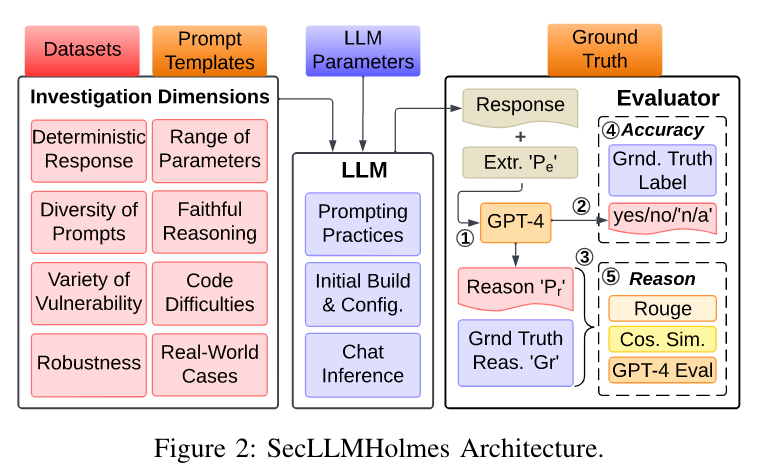 Datasets
Prompt
Templates
LLM
Parameters
Ground
Truth
Investigation Dimensions
Deterministic
Response
Range of
Parameters
Diversity of
Prompts
Faithful
Reasoning
Variety of
Vulnerability
Code
Difficulties
Robustness
Real-World
Cases
LLM
Prompting
Practices
Initial Build
& Config.
Chat
Inference
Evaluator
Response
+
Extr. 'Pe'
①
GPT-4
②
④ Accuracy
Grnd. Truth
Label
yes/no/'n/a'
Reason 'Pr'
Grnd Truth
Reas. 'Gr'
③
⑤ Reason
Rouge
Cos. Sim.
GPT-4 Eval
Figure 2: SecLLMHolmes Architecture.